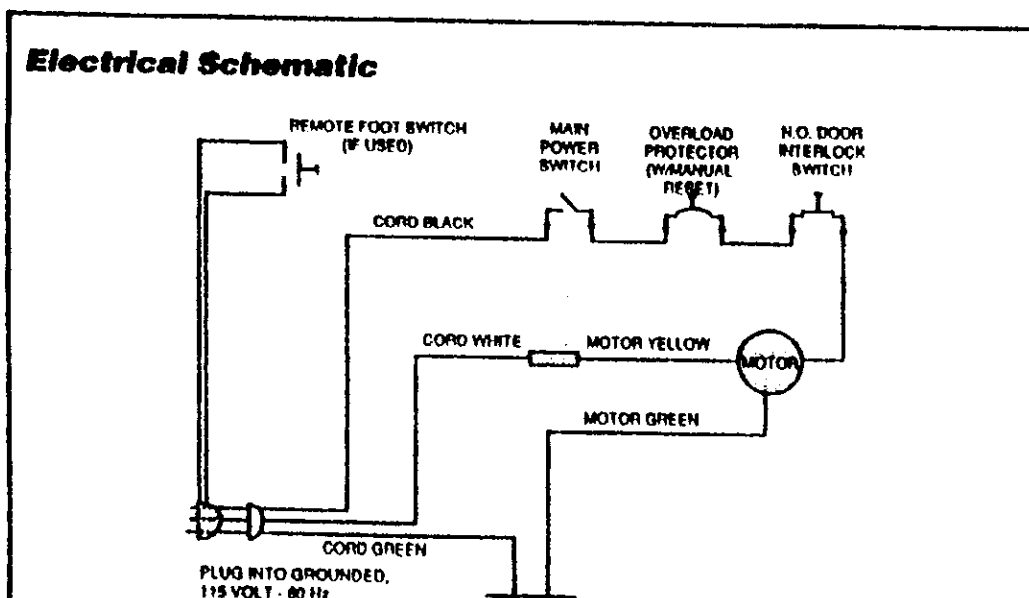 Electrical Schematic
REMOTE FOOT SWITCH
(IF USED)
MAIN
POWER
SWITCH
OVERLOAD
PROTECTOR
(W/MANUAL
RESET)
N.O. DOOR
INTERLOCK
SWITCH
CORD BLACK
CORD WHITE
MOTOR YELLOW
MOTOR
MOTOR GREEN
CORD GREEN
PLUG INTO GROUNDED,
115 VOLT - 60 Hz